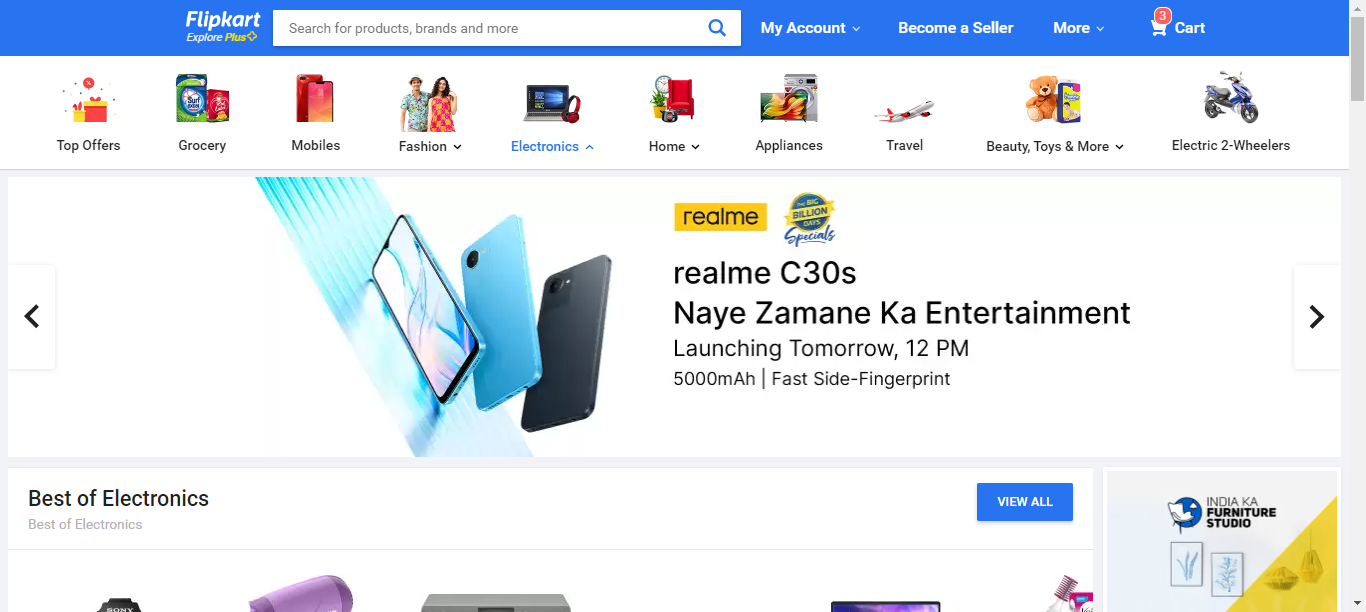 Flipkart
Explore Plus
Search for products, brands and more
My Account
Become a Seller
More
3
Cart
Top Offers
Grocery
Mobiles
Fashion
Electronics
Home
Appliances
Travel
Beauty, Toys & More
Electric 2-Wheelers
realme
THE BIG
BILLION
DAYS
Specials
realme C30s
Naye Zamane Ka Entertainment
Launching Tomorrow, 12 PM
5000mAh | Fast Side-Fingerprint
Best of Electronics
VIEW ALL
Best of Electronics
INDIA KA
FURNITURE
STUDIO
SONY